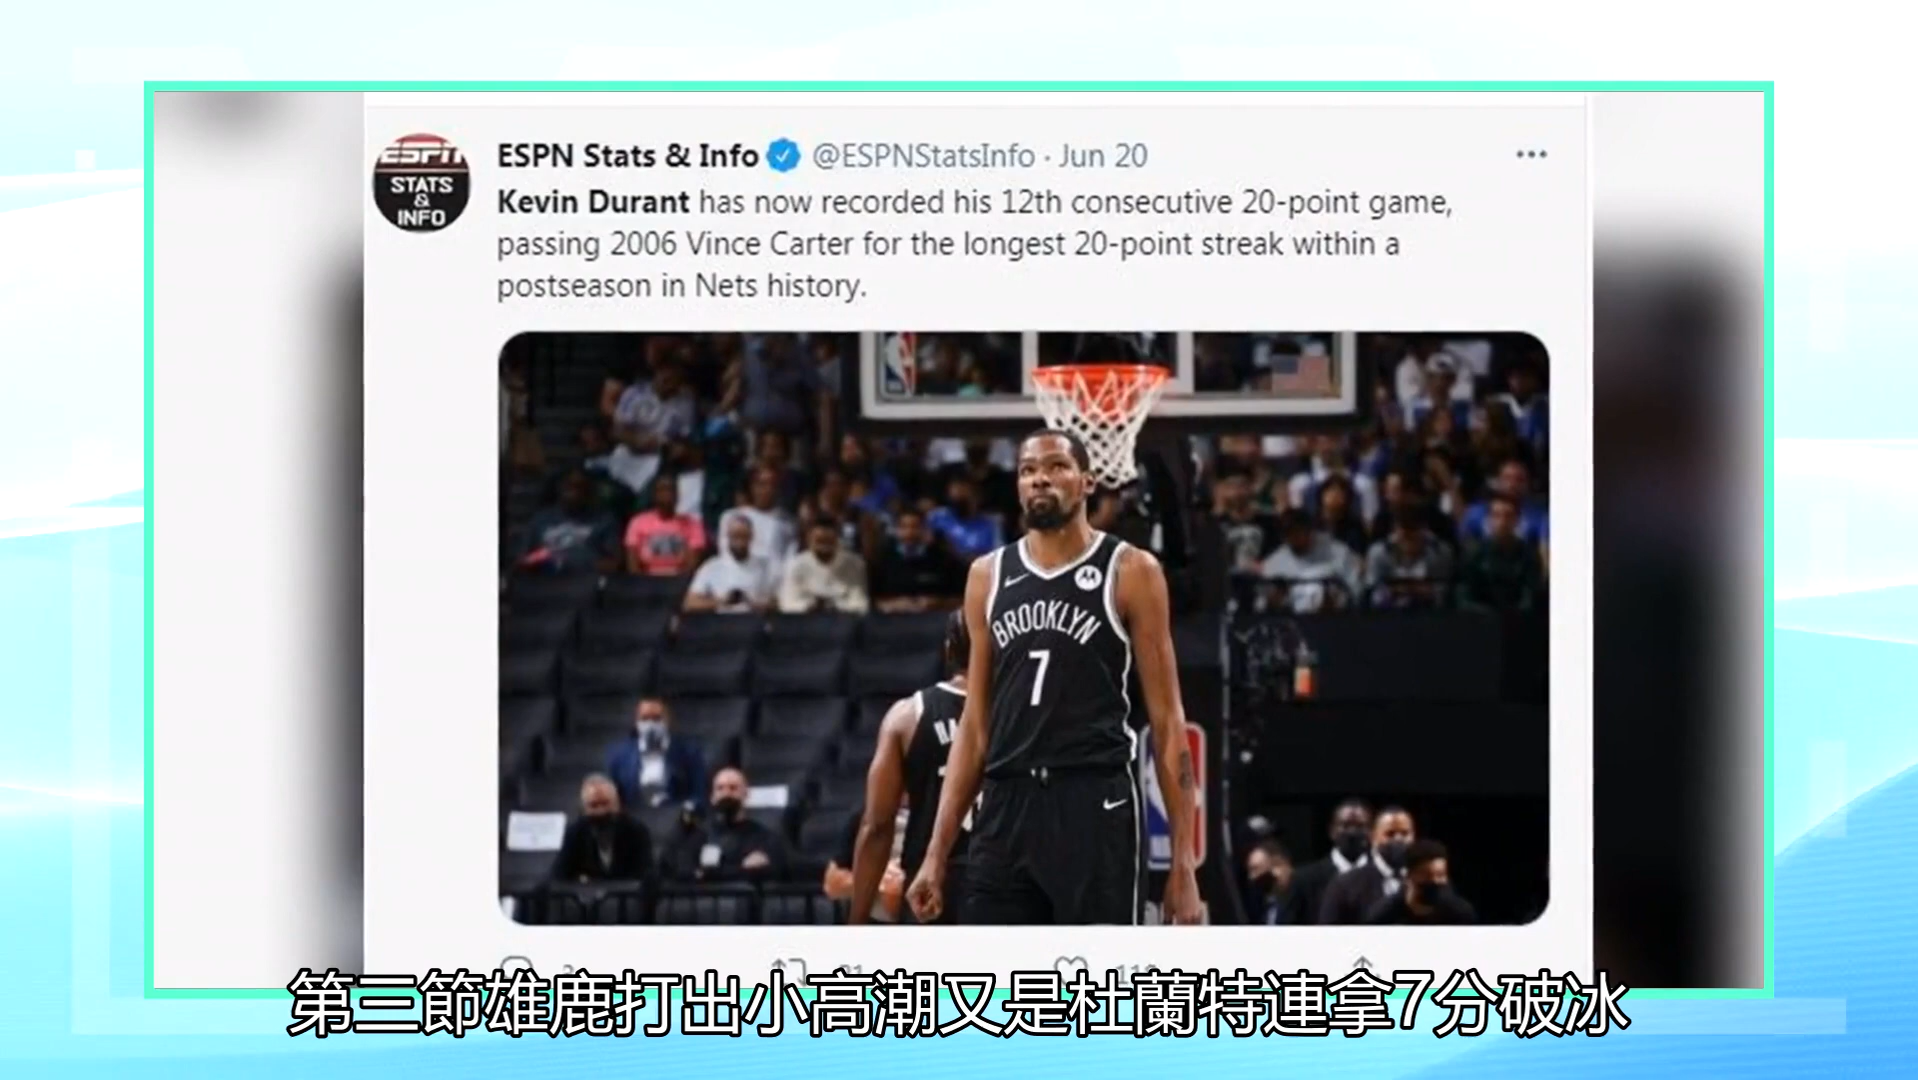 ESPN
STATS
&
INFO
ESPN Stats & Info @ESPNStatsInfo · Jun 20
Kevin Durant has now recorded his 12th consecutive 20-point game,
passing 2006 Vince Carter for the longest 20-point streak within a
postseason in Nets history.
BROOKLYN
7
第三節雄鹿打出小高潮又是杜蘭特連拿7分破冰